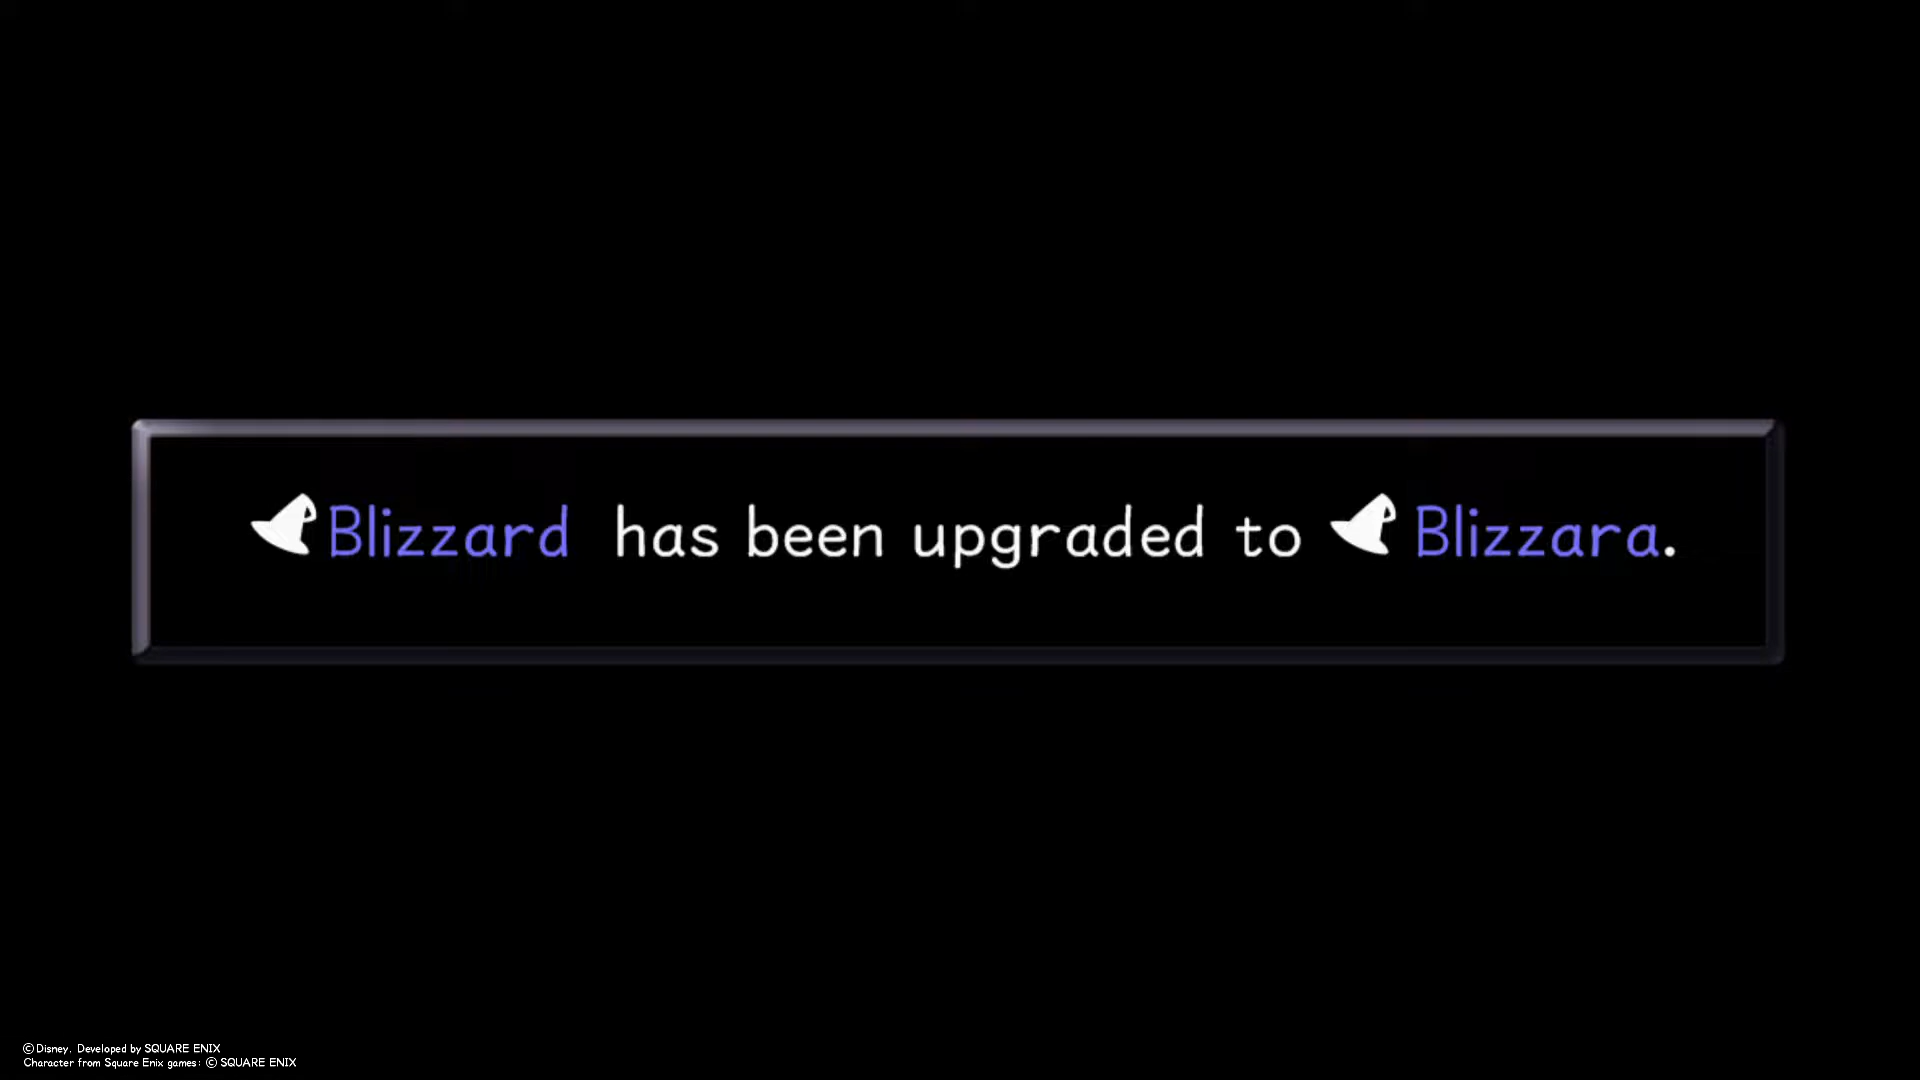 Blizzard has been upgraded to Blizzara.
©Disney. Developed by SQUARE ENIX
Character from Square Enix games: © SQUARE ENIX